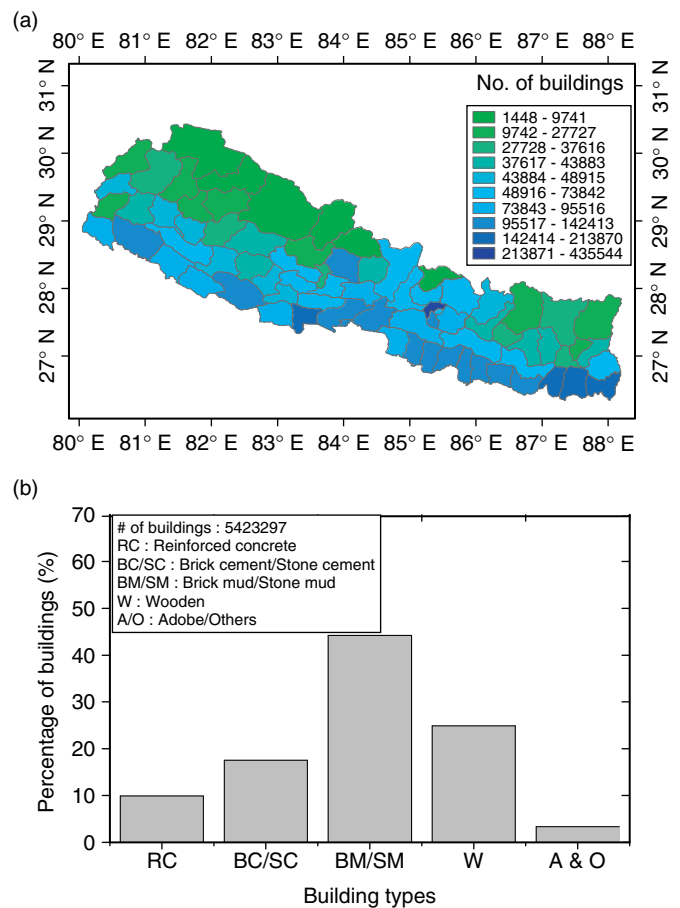 (a)
80° E 81° E 82° E 83° E 84° E 85° E 86° E 87° E 88° E
31° N
30° N
29° N
28° N
27° N
No. of buildings
1448 - 9741
9742 - 27727
27728 - 37616
37617 - 43883
43884 - 48915
48916 - 73842
73843 - 95516
95517 - 142413
142414 - 213870
213871 - 435544
31° N
30° N
29° N
28° N
27° N
80° E 81° E 82° E 83° E 84° E 85° E 86° E 87° E 88° E
(b)
Percentage of buildings (%)
70
60
50
40
30
20
10
0
# of buildings : 5423297
RC : Reinforced concrete
BC/SC : Brick cement/Stone cement
BM/SM : Brick mud/Stone mud
W : Wooden
A/O : Adobe/Others
RC BC/SC BM/SM W A & O
Building types